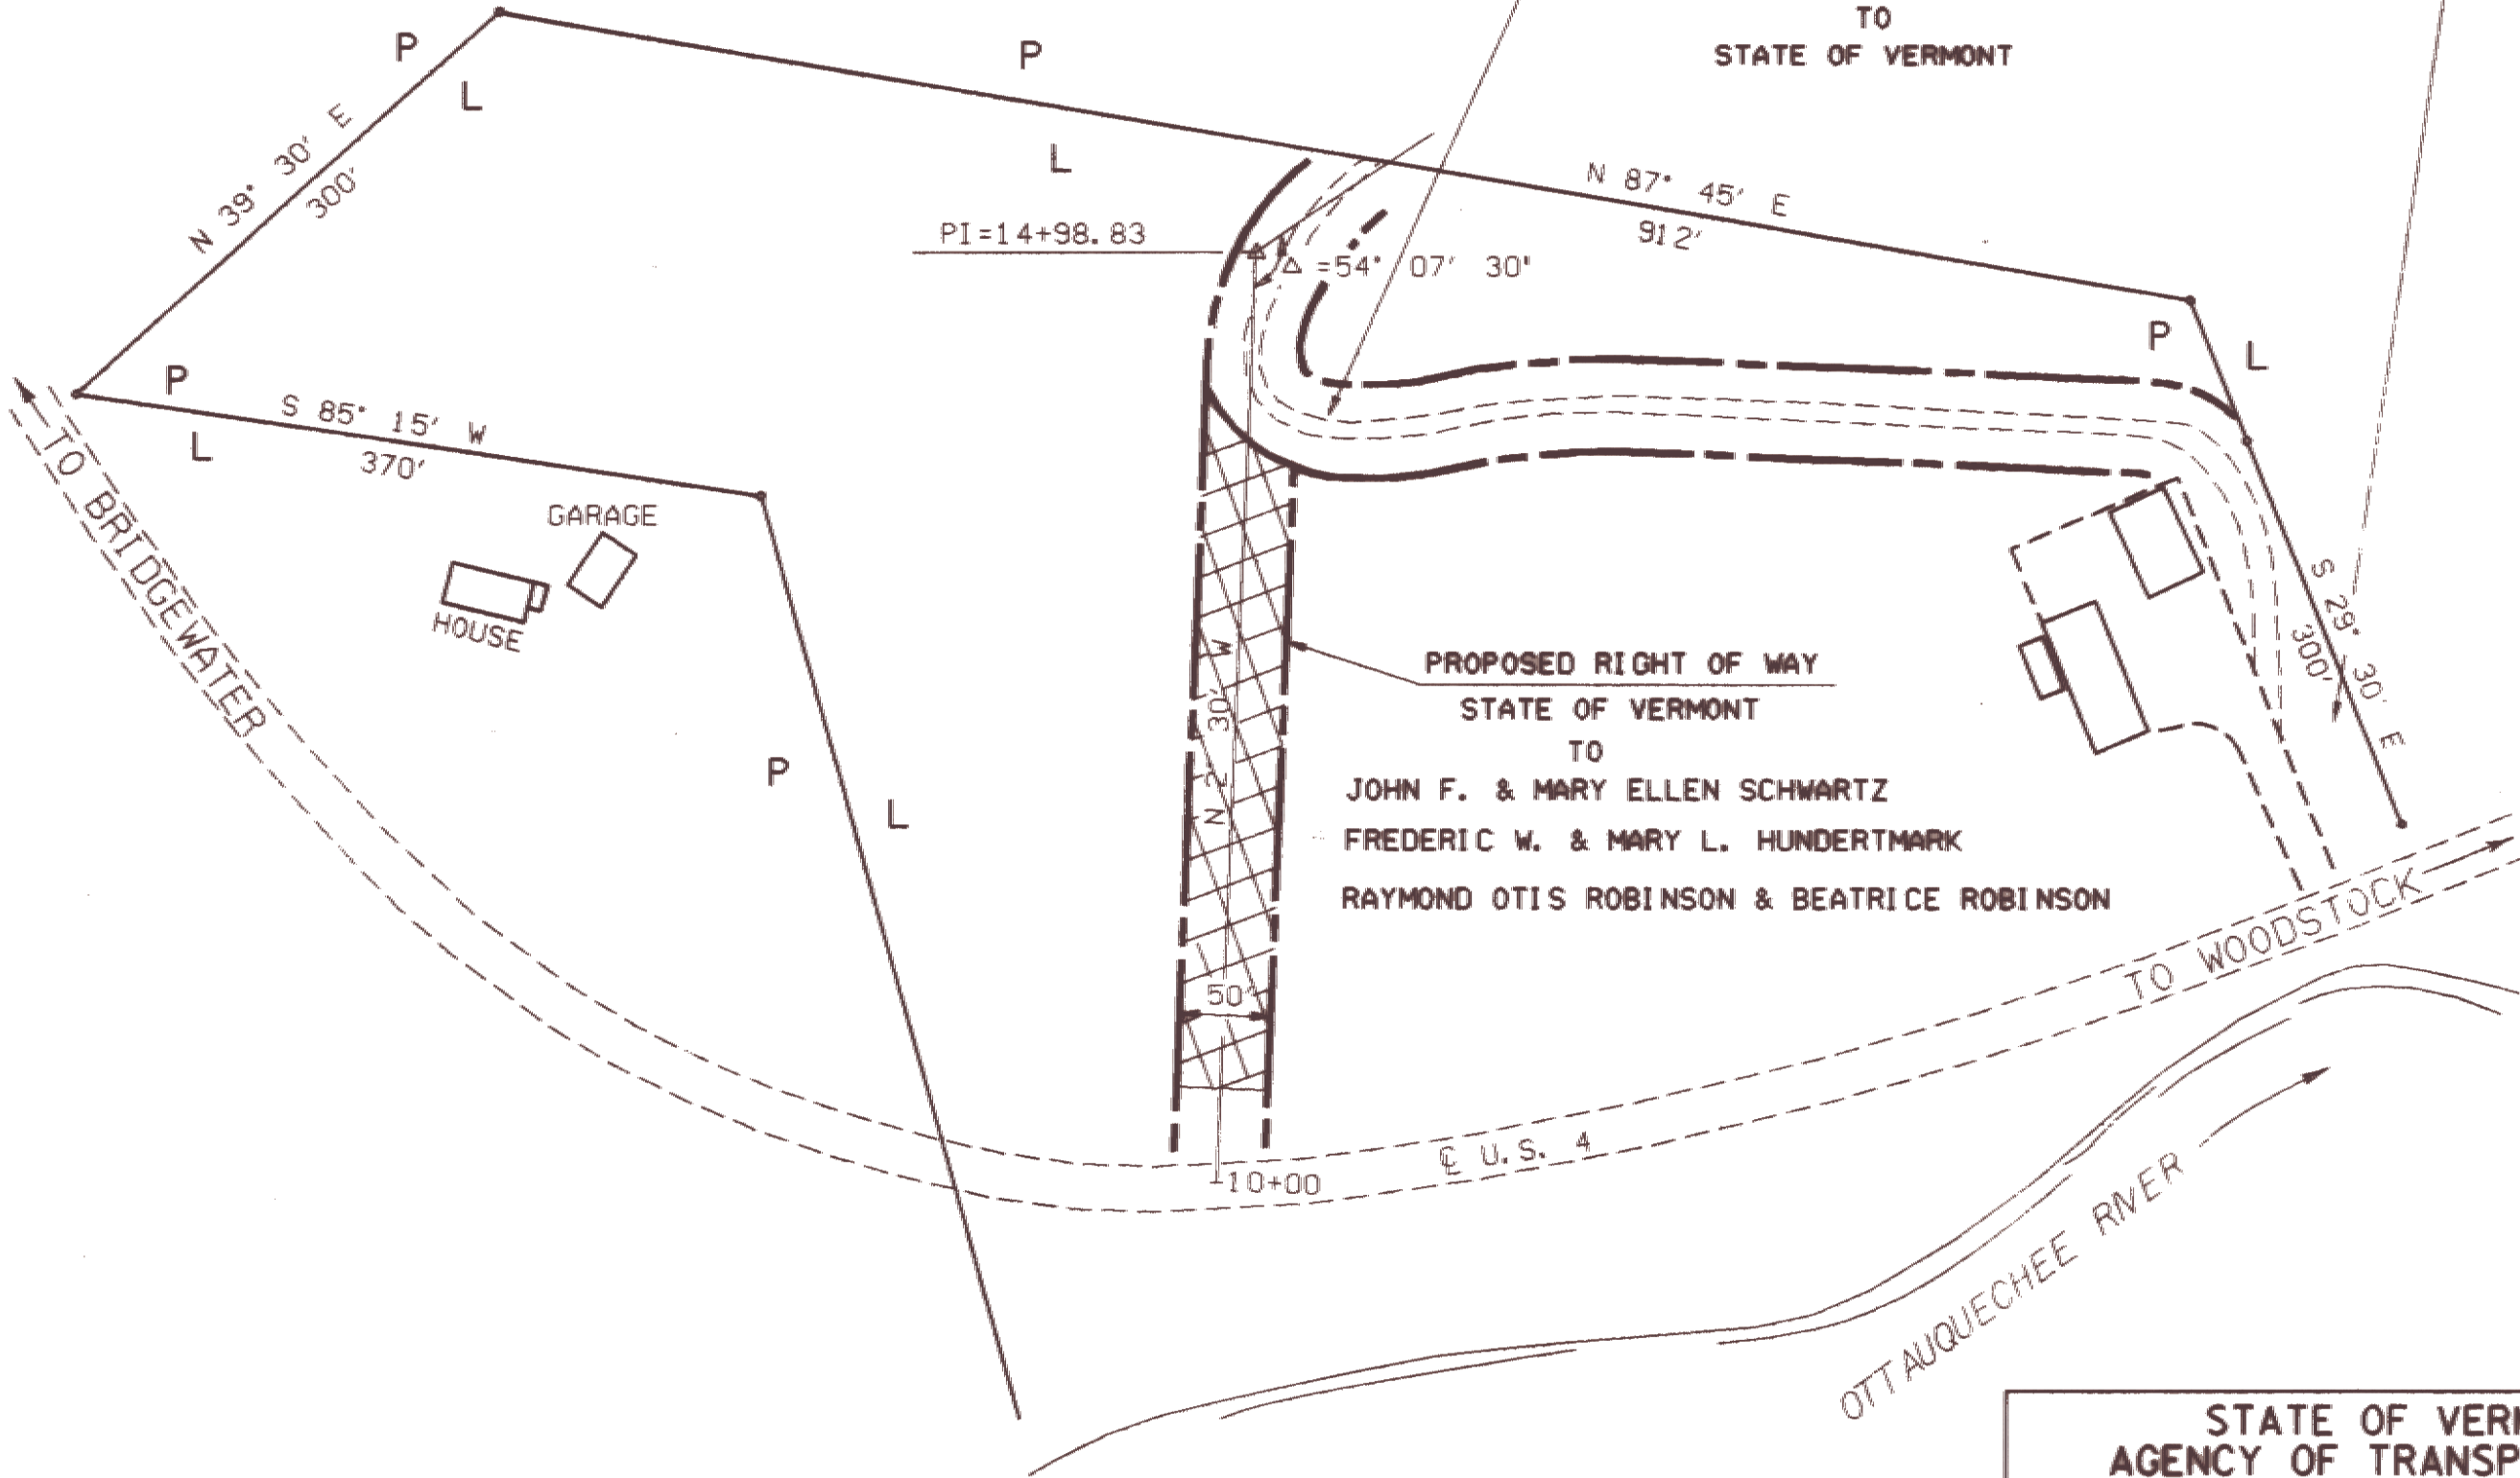 TO
STATE OF VERMONT
P
L
P
L
N 39° 30' E
300'
N 87° 45' E
912'
PI=14+98.83
Δ =54° 07' 30"
P
L
P
L
S 85° 15' W
370'
TO BRIDGEWATER
GARAGE
HOUSE
P
L
S 29° 30' E
300'
PROPOSED RIGHT OF WAY
STATE OF VERMONT
TO
JOHN F. & MARY ELLEN SCHWARTZ
FREDERIC W. & MARY L. HUNDERTMARK
RAYMOND OTIS ROBINSON & BEATRICE ROBINSON
30' W
50'
TO WOODSTOCK
℄ U.S. 4
10+00
OTTAUQUECHEE RIVER
STATE OF VER
AGENCY OF TRANSP